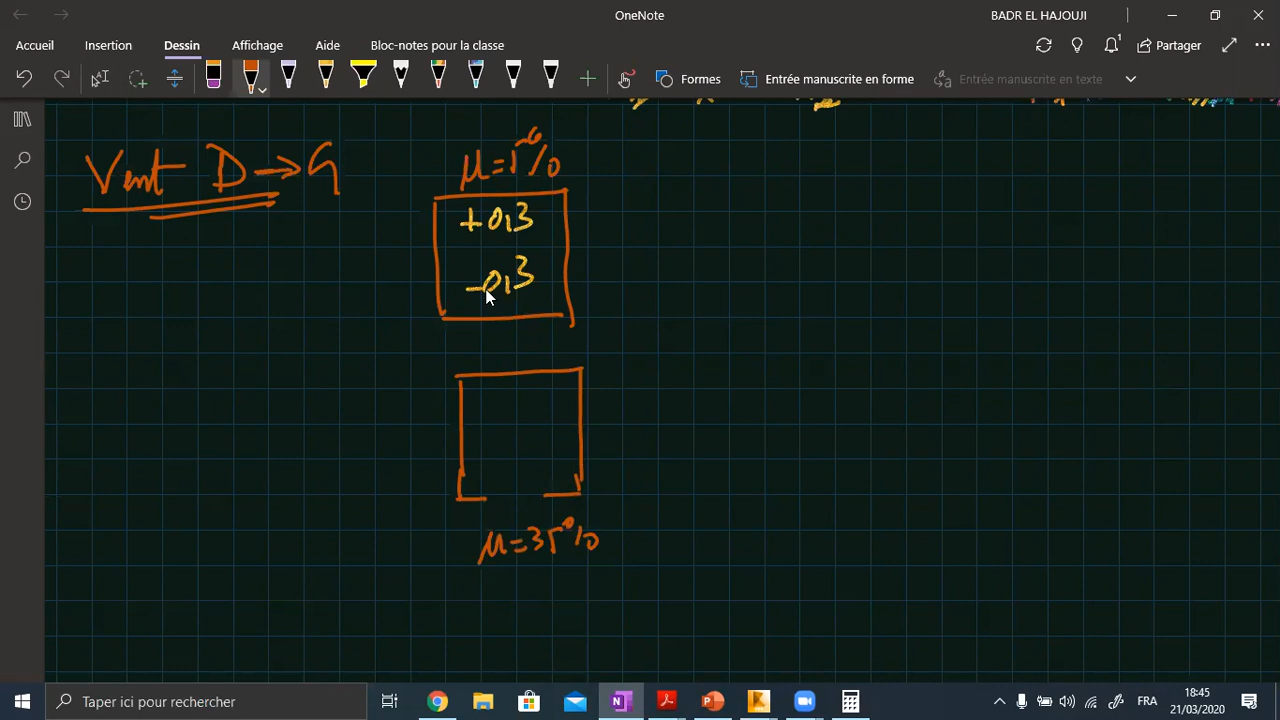 OneNote
BADR EL HAJOUJI
Accueil Insertion Dessin Affichage Aide Bloc-notes pour la classe
Partager
Formes Entrée manuscrite en forme Entrée manuscrite en texte
Vent D → G
μ = 5%
+0,3
-0,3
μ = 35%
Taper ici pour rechercher
FRA
18:45
21/03/2020